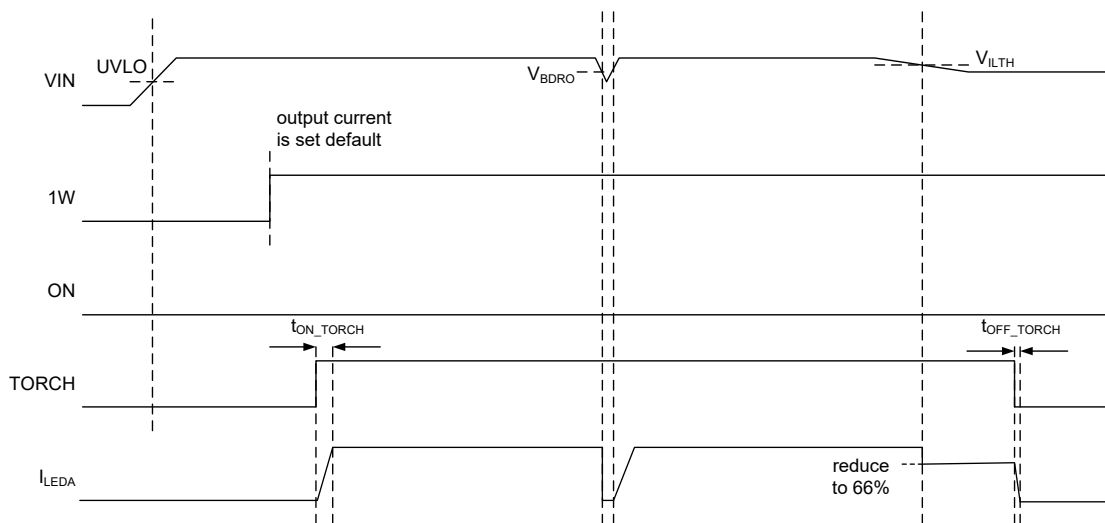 UVLO
VIN
V_BDRO
V_ILTH
output current
is set default
1W
ON
t_ON_TORCH
t_OFF_TORCH
TORCH
I_LEDA
reduce
to 66%